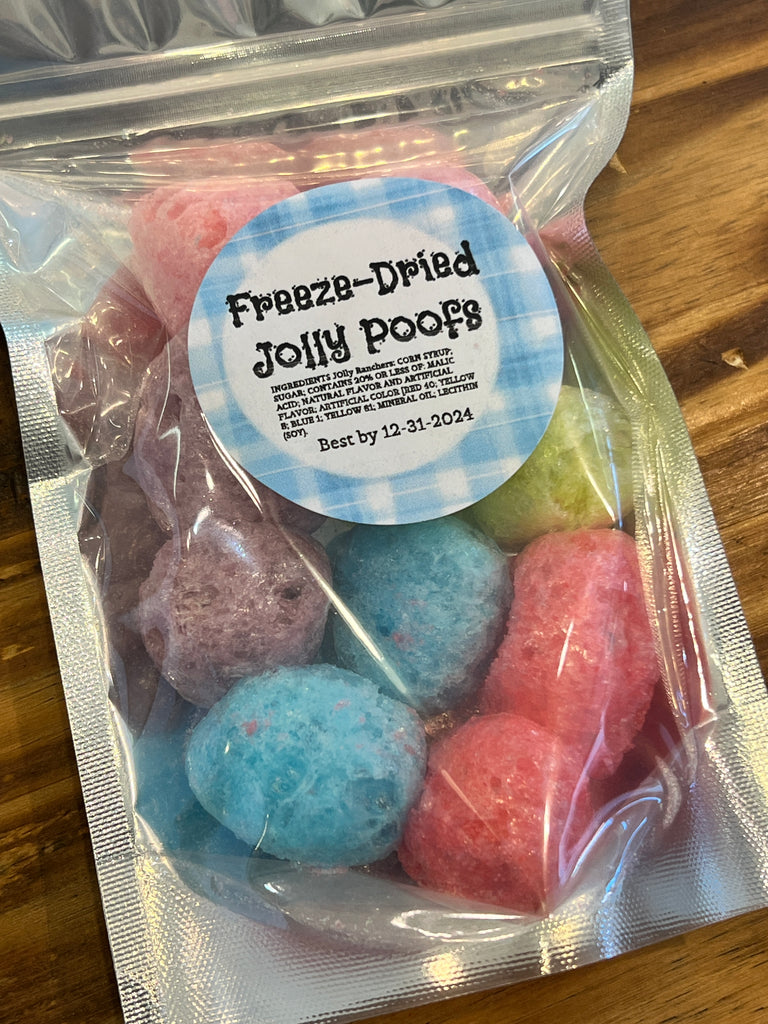 Freeze-Dried
Jolly Poofs
INGREDIENTS Jolly Ranchers: CORN SYRUP;
SUGAR; CONTAINS 20% OR LESS OF: MALIC
ACID; NATURAL FLAVOR AND ARTIFICIAL
FLAVOR; ARTIFICIAL COLOR [RED 40; YELLOW
5; BLUE 1; YELLOW 61; MINERAL OIL; LECITHIN
(SOY).
Best by 12-31-2024